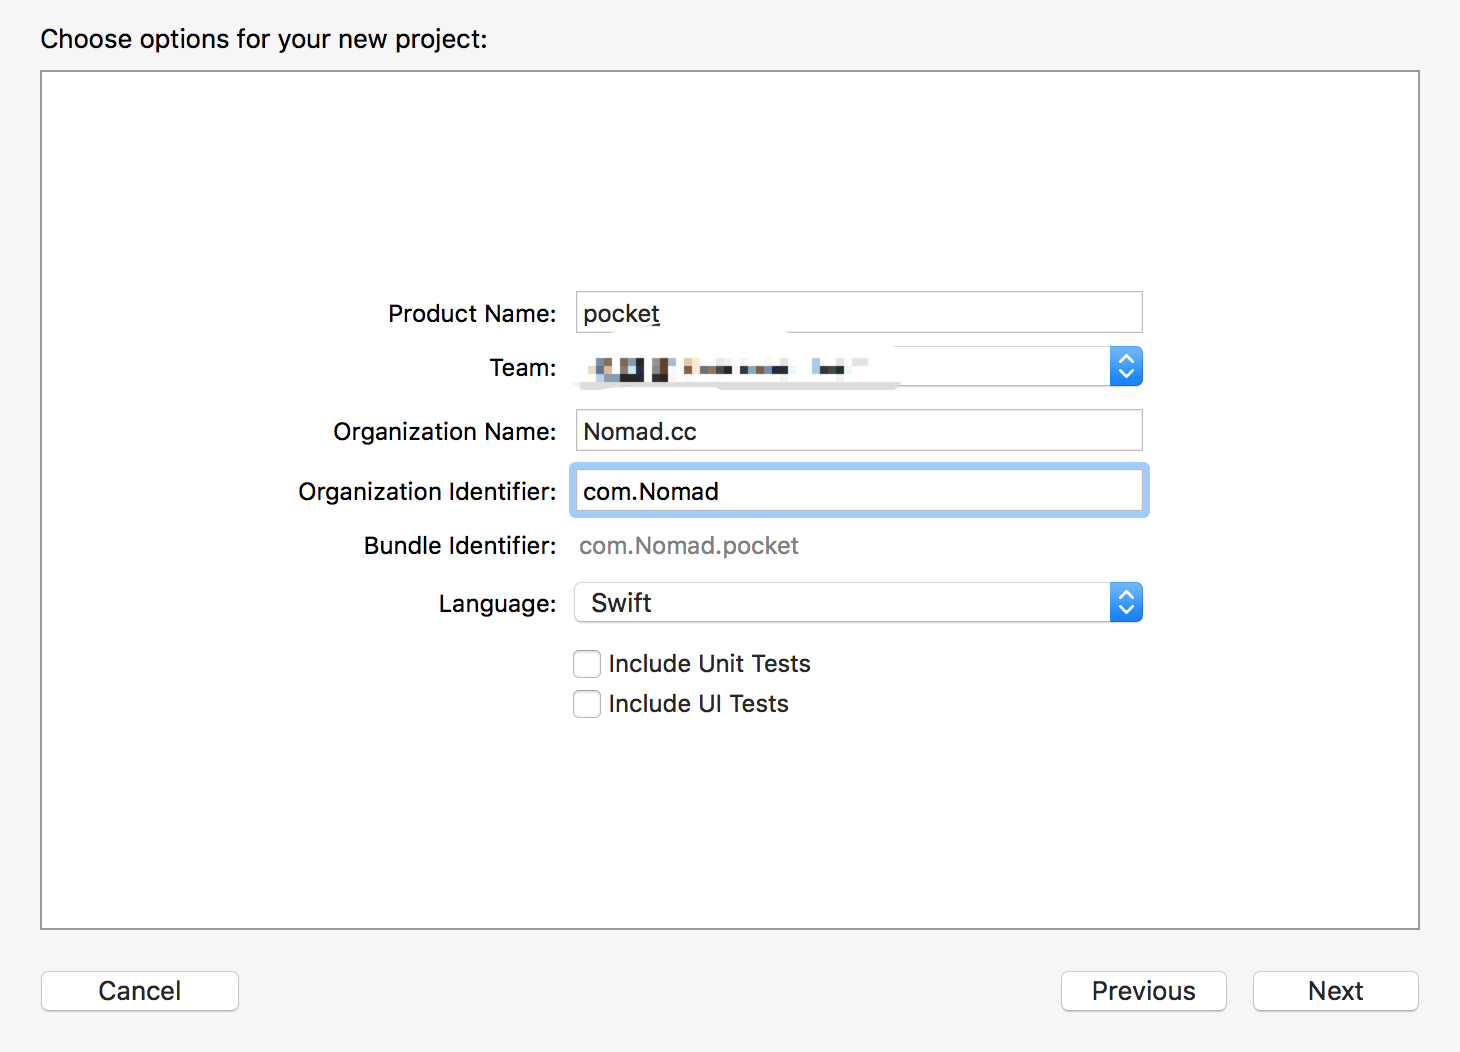 Choose options for your new project:
Product Name: pocket
Team:
Organization Name: Nomad.cc
Organization Identifier: com.Nomad
Bundle Identifier: com.Nomad.pocket
Language: Swift
Include Unit Tests
Include UI Tests
Cancel Previous Next